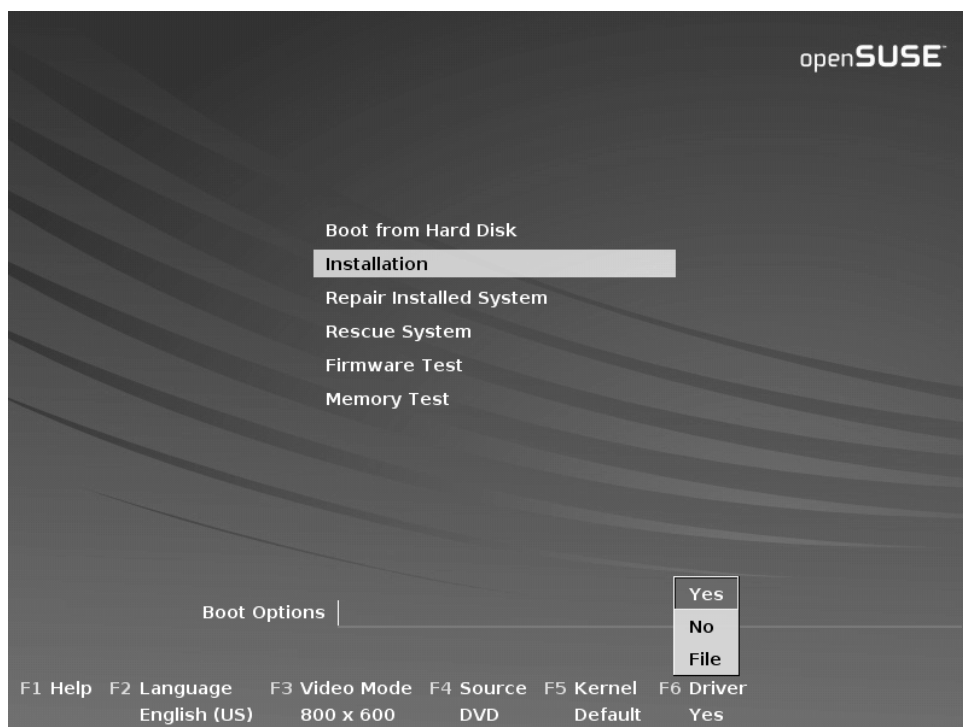 openSUSE
Boot from Hard Disk
Installation
Repair Installed System
Rescue System
Firmware Test
Memory Test
Boot Options
Yes
No
File
F1 Help F2 Language F3 Video Mode F4 Source F5 Kernel F6 Driver
English (US) 800 x 600 DVD Default Yes